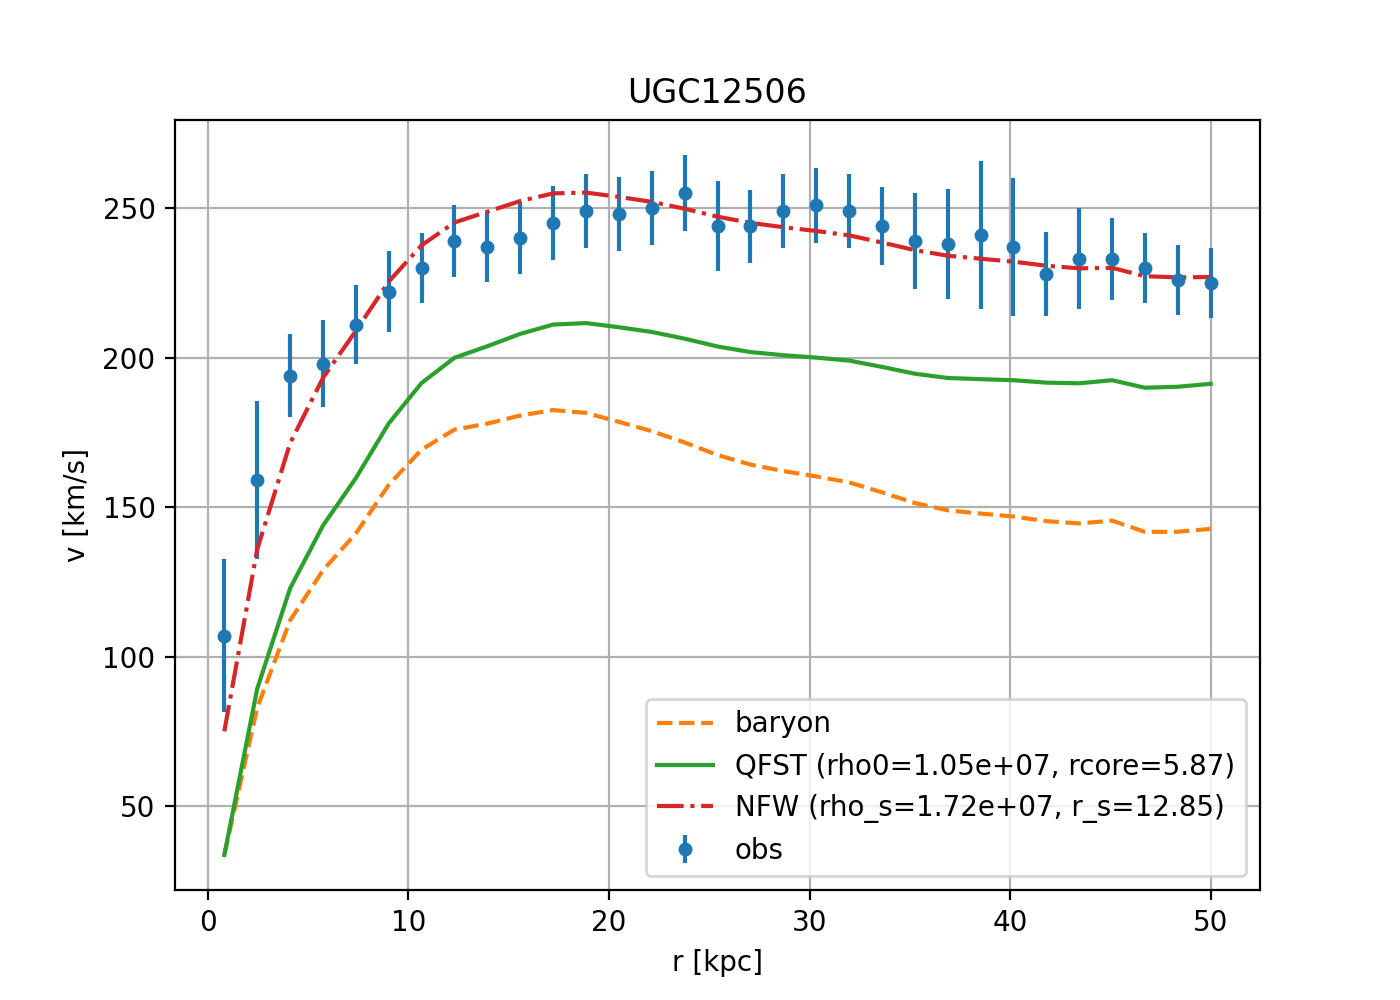 UGC12506
v [km/s]
250
200
150
100
50
baryon
QFST (rho0=1.05e+07, rcore=5.87)
NFW (rho_s=1.72e+07, r_s=12.85)
obs
0 10 20 30 40 50
r [kpc]